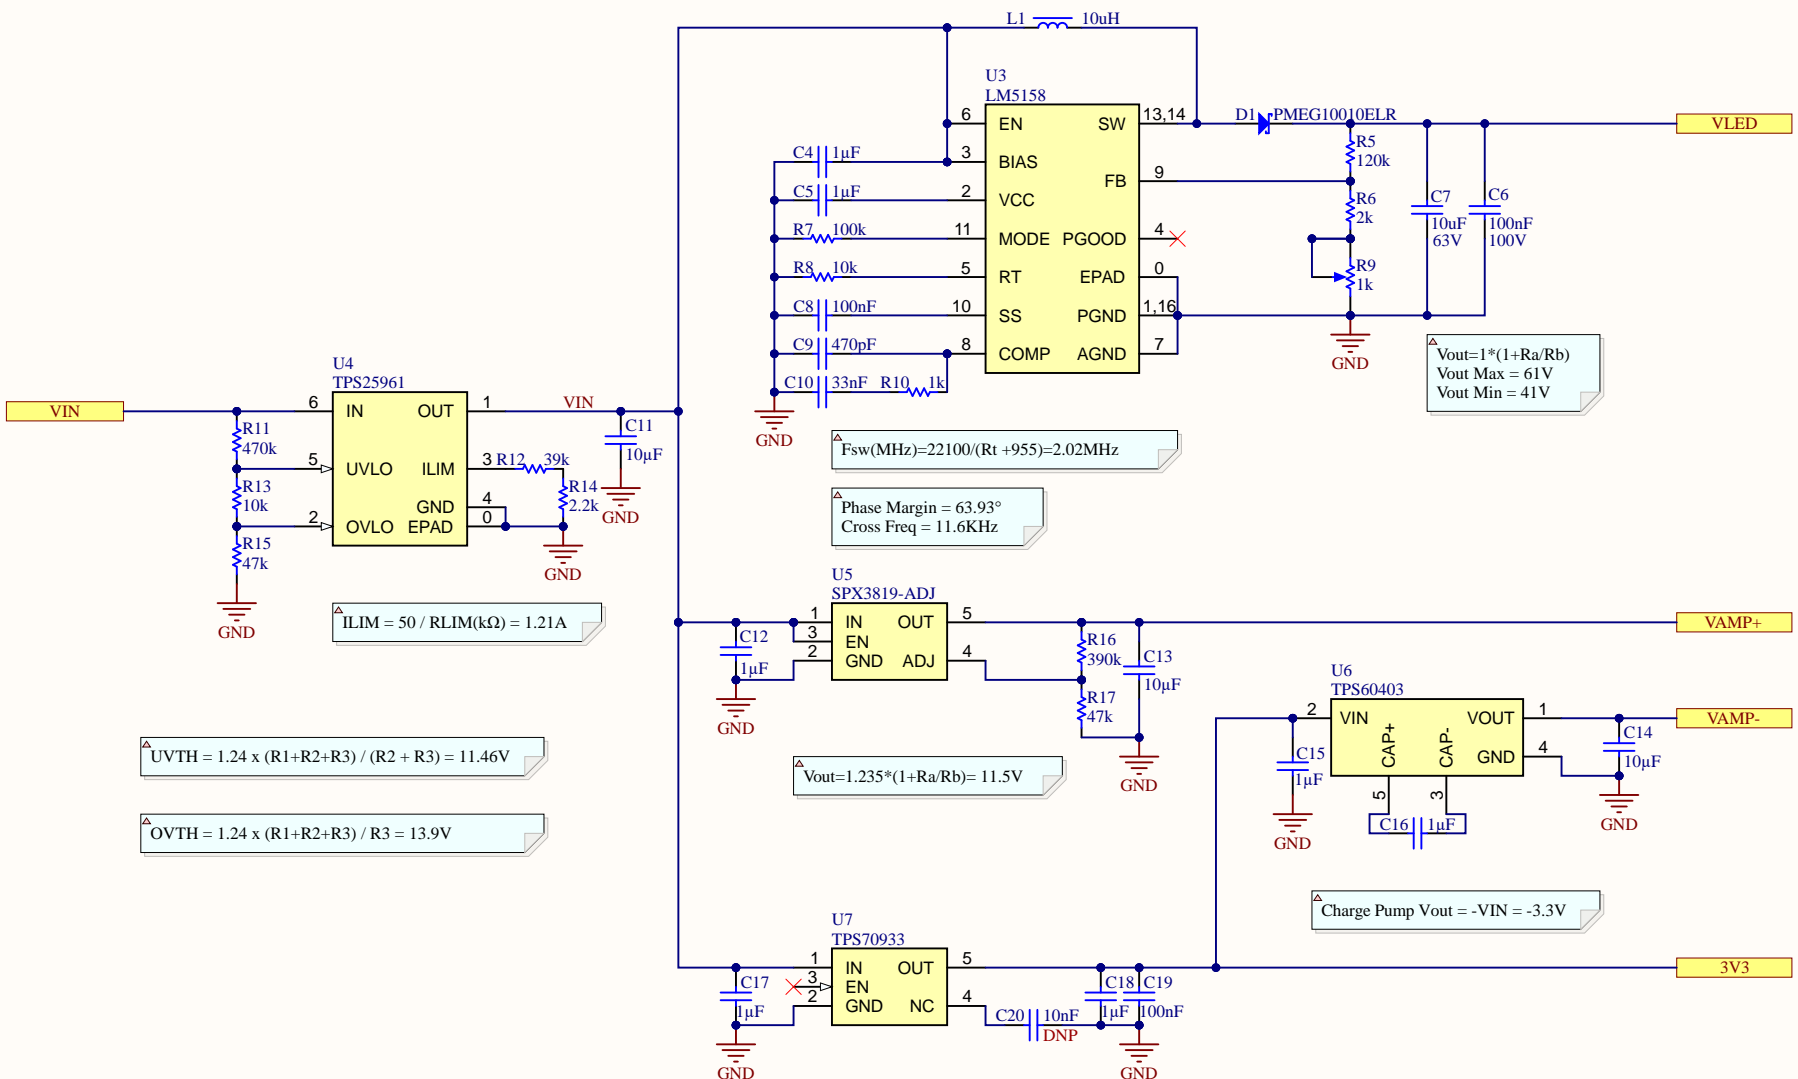 L1 10uH
U3
LM5158
6 EN SW 13,14
D1 PMEG10010ELR
VLED
C4 1µF 3 BIAS
R5
120k
FB 9
C5 1µF 2 VCC
R6
2k
C7
10uF
63V
C6
100nF
100V
R7 100k 11 MODE PGOOD 4
R8 10k 5 RT EPAD 0
R9
1k
C8 100nF 10 SS PGND 1,16
GND
C9 470pF 8 COMP AGND 7
C10 33nF R10 1k
GND
Vout=1*(1+Ra/Rb)
Vout Max = 61V
Vout Min = 41V
Fsw(MHz)=22100/(Rt +955)=2.02MHz
Phase Margin = 63.93°
Cross Freq = 11.6KHz
U4
TPS25961
VIN
6 IN OUT 1
VIN
C11
10µF
GND
R11
470k
5 UVLO ILIM 3 R12 39k
R13
10k
R14
2.2k
GND 4
2 OVLO EPAD 0
R15
47k
GND
GND
ILIM = 50 / RLIM(kΩ) = 1.21A
UVTH = 1.24 x (R1+R2+R3) / (R2 + R3) = 11.46V
OVTH = 1.24 x (R1+R2+R3) / R3 = 13.9V
U5
SPX3819-ADJ
1 IN OUT 5
3 EN
2 GND ADJ 4
C12
1µF
GND
R16
390k
C13
10µF
R17
47k
GND
VAMP+
Vout=1.235*(1+Ra/Rb)= 11.5V
U6
TPS60403
2 VIN VOUT 1
VAMP-
CAP+ CAP- GND 4
C15
1µF
GND
C14
10µF
GND
5 3
C16 1µF
Charge Pump Vout = -VIN = -3.3V
U7
TPS70933
1 IN OUT 5
3 EN
2 GND NC 4
C17
1µF
GND
C18
1µF
C19
100nF
C20 10nF
DNP
GND
3V3